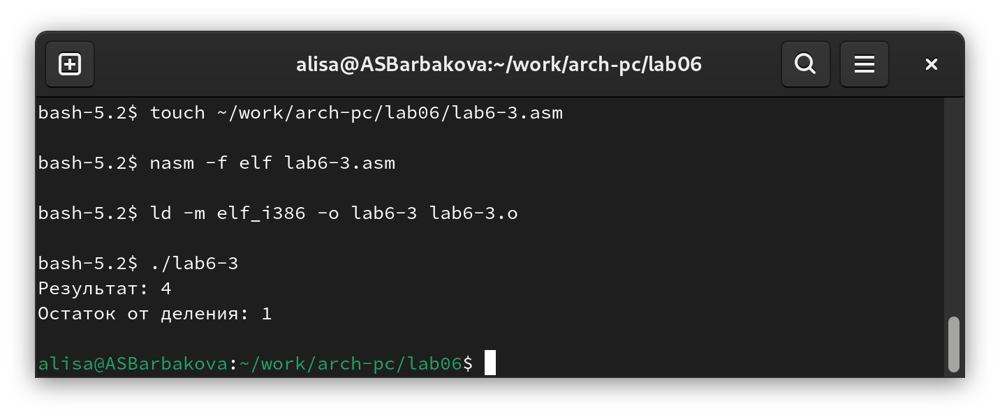 alisa@ASBarbakova:~/work/arch-pc/lab06
bash-5.2$ touch ~/work/arch-pc/lab06/lab6-3.asm
bash-5.2$ nasm -f elf lab6-3.asm
bash-5.2$ ld -m elf_i386 -o lab6-3 lab6-3.o
bash-5.2$ ./lab6-3
Результат: 4
Остаток от деления: 1
alisa@ASBarbakova:~/work/arch-pc/lab06$